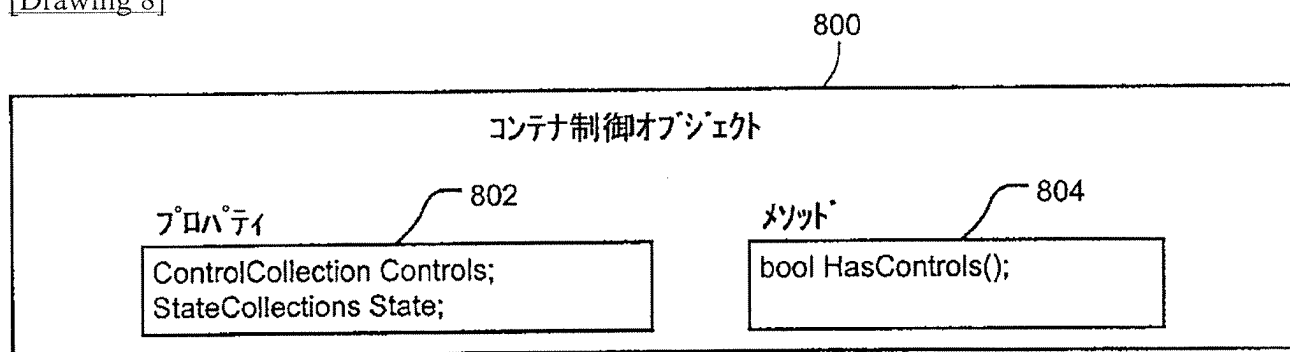 [Drawing 8]
800
コンテナ制御オブジェクト
802
プロパティ
ControlCollection Controls;
StateCollections State;
804
メソッド
bool HasControls();